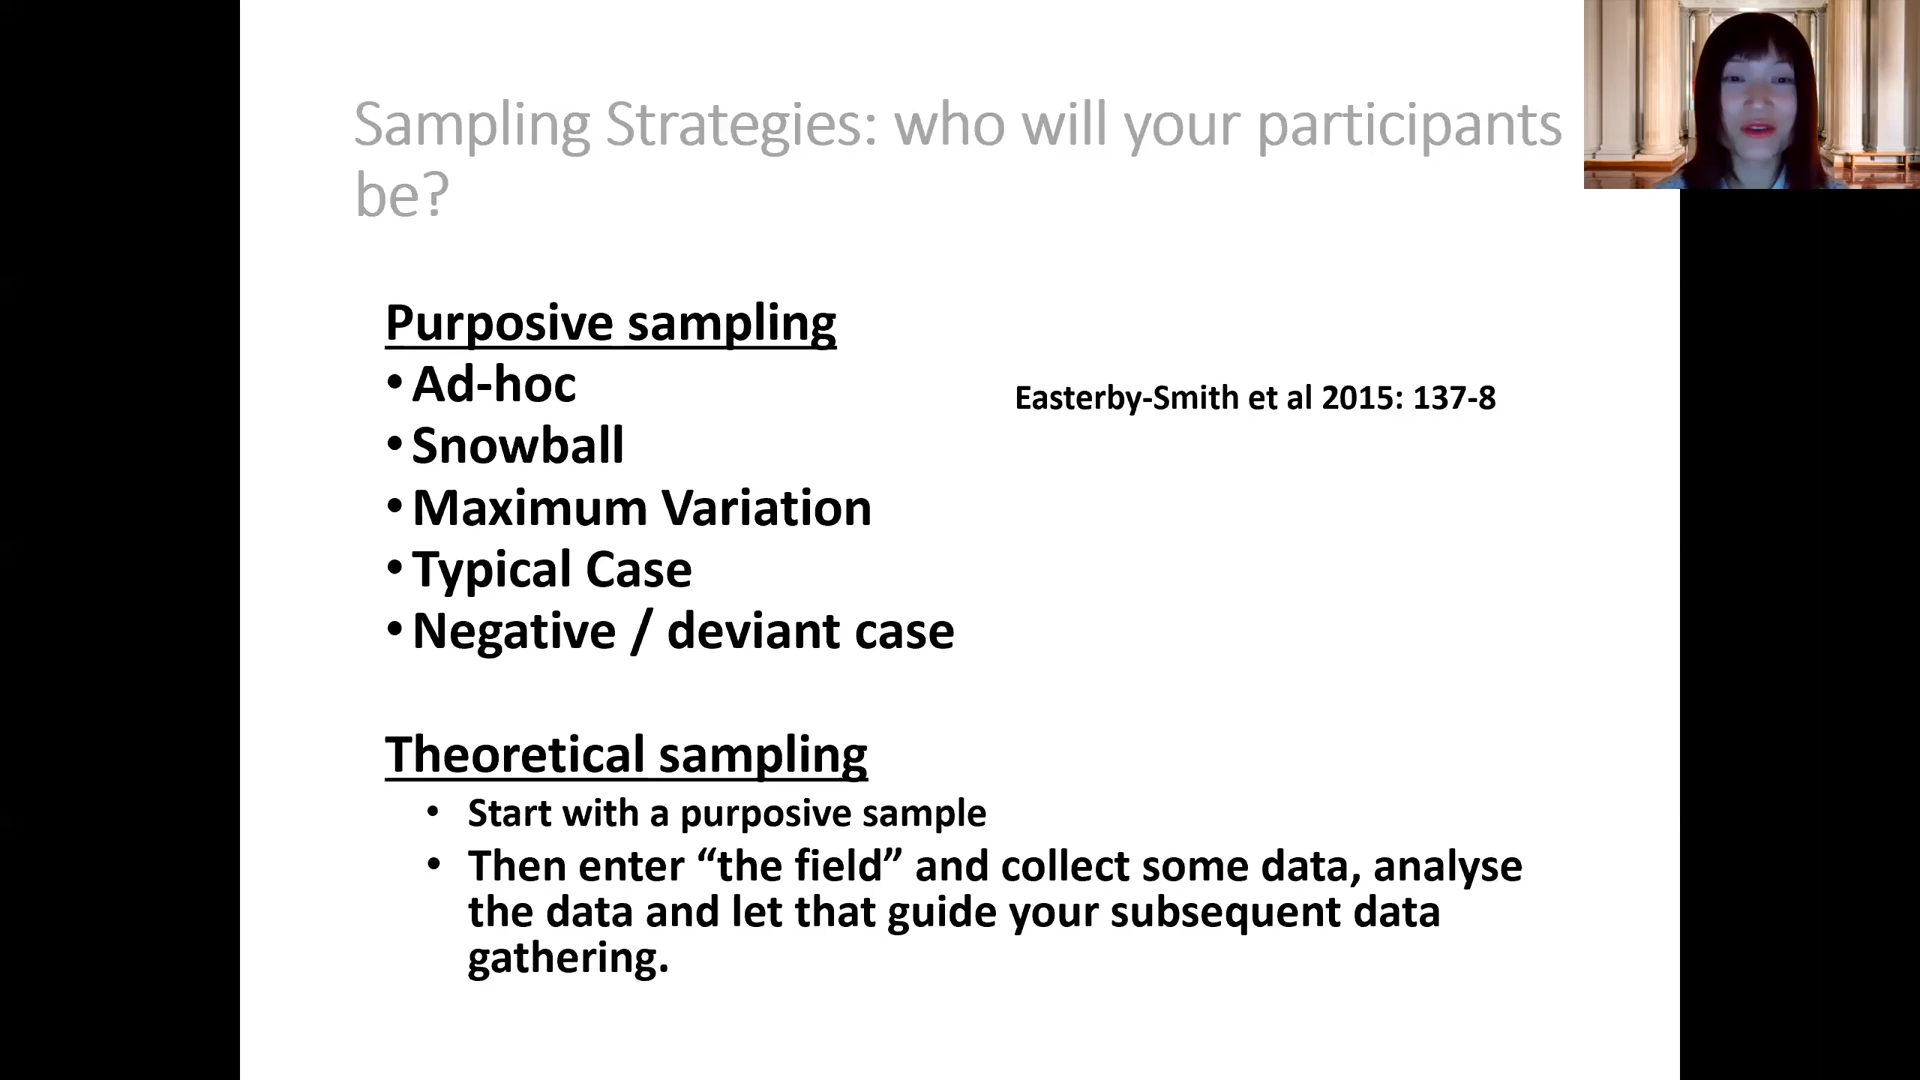 Sampling Strategies: who will your participants
be?
Purposive sampling
• Ad-hoc
Easterby-Smith et al 2015: 137-8
• Snowball
• Maximum Variation
• Typical Case
• Negative / deviant case
Theoretical sampling
• Start with a purposive sample
• Then enter “the field” and collect some data, analyse
the data and let that guide your subsequent data
gathering.